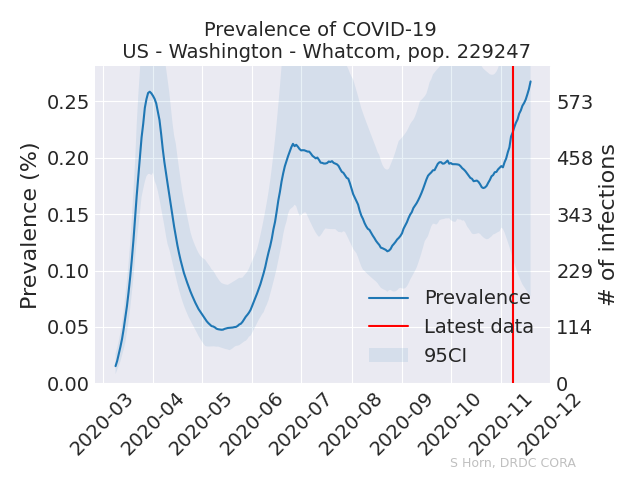 Prevalence of COVID-19
US - Washington - Whatcom, pop. 229247
Prevalence (%)
0.25
0.20
0.15
0.10
0.05
0.00
573
458
343
229
114
0
# of infections
Prevalence
Latest data
95CI
2020-03
2020-04
2020-05
2020-06
2020-07
2020-08
2020-09
2020-10
2020-11
2020-12
S Horn, DRDC CORA